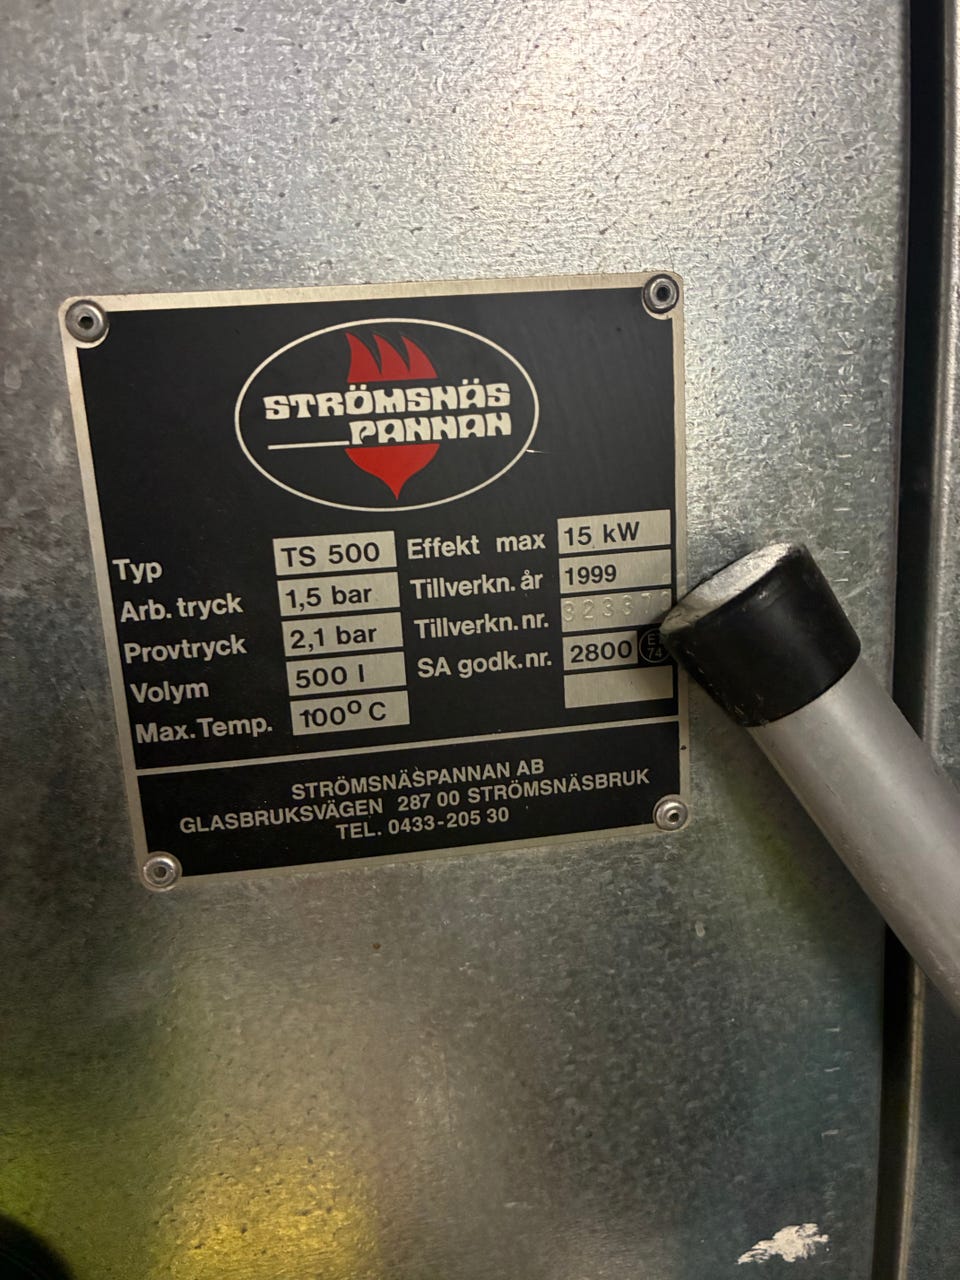 STRÖMSNÄS
PANNAN
Typ TS 500 Effekt max 15 kW
Arb. tryck 1,5 bar Tillverkn. år 1999
Provtryck 2,1 bar Tillverkn. nr.
Volym 500 l SA godk. nr. 2800
Max. Temp. 100° C
STRÖMSNÄSPANNAN AB
GLASBRUKSVÄGEN 287 00 STRÖMSNÄSBRUK
TEL. 0433-205 30